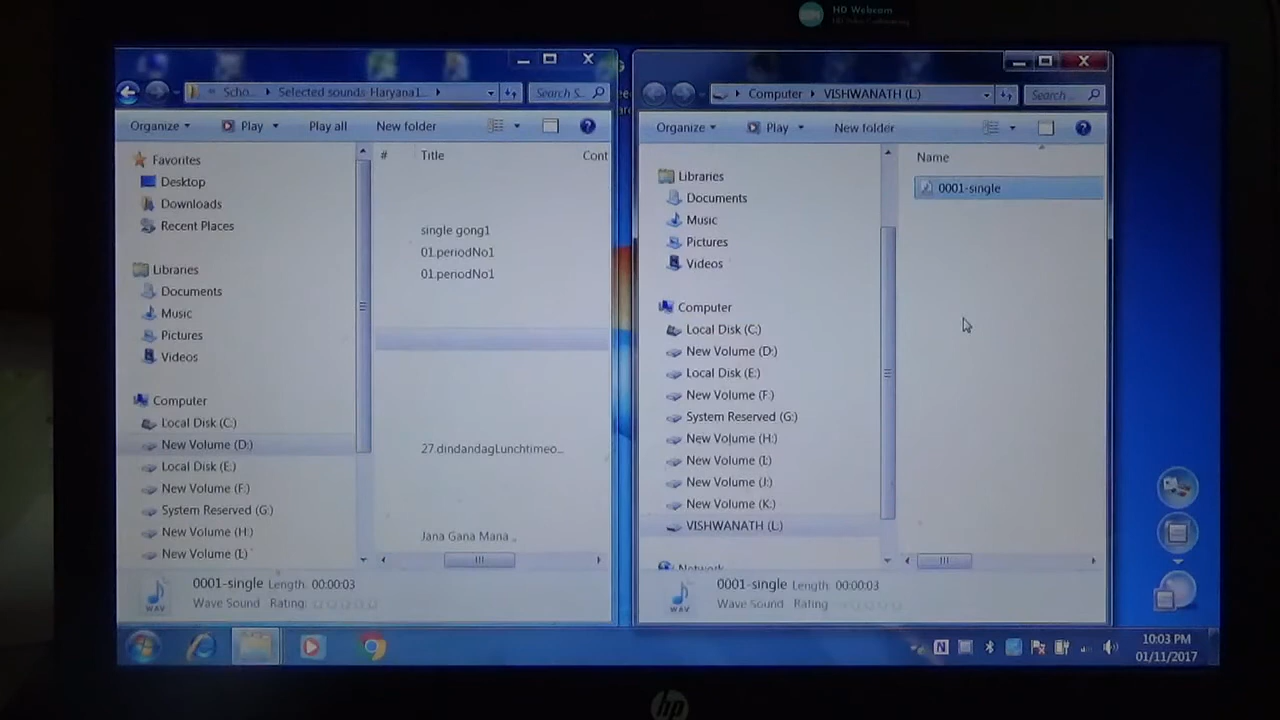 HD Webcam
Scho...
Selected sounds-Haryana1...
Search S...
Organize
Play
Play all
New folder
Favorites
Desktop
Downloads
Recent Places
Libraries
Documents
Music
Pictures
Videos
Computer
Local Disk (C:)
New Volume (D:)
Local Disk (E:)
New Volume (F:)
System Reserved (G:)
New Volume (H:)
New Volume (I:)
#
Title
Cont
single gong1
01.periodNo1
01.periodNo1
27.dindandagLunchtimeo...
Jana Gana Mana ..
0001-single Length: 00:00:03
WAV
Wave Sound Rating:
Computer
VISHWANATH (L:)
Search
Organize
Play
New folder
Libraries
Documents
Music
Pictures
Videos
Computer
Local Disk (C:)
New Volume (D:)
Local Disk (E:)
New Volume (F:)
System Reserved (G:)
New Volume (H:)
New Volume (I:)
New Volume (J:)
New Volume (K:)
VISHWANATH (L:)
Network
Name
0001-single
0001-single Length: 00:00:03
WAV
Wave Sound Rating:
N
10:03 PM
01/11/2017
hp